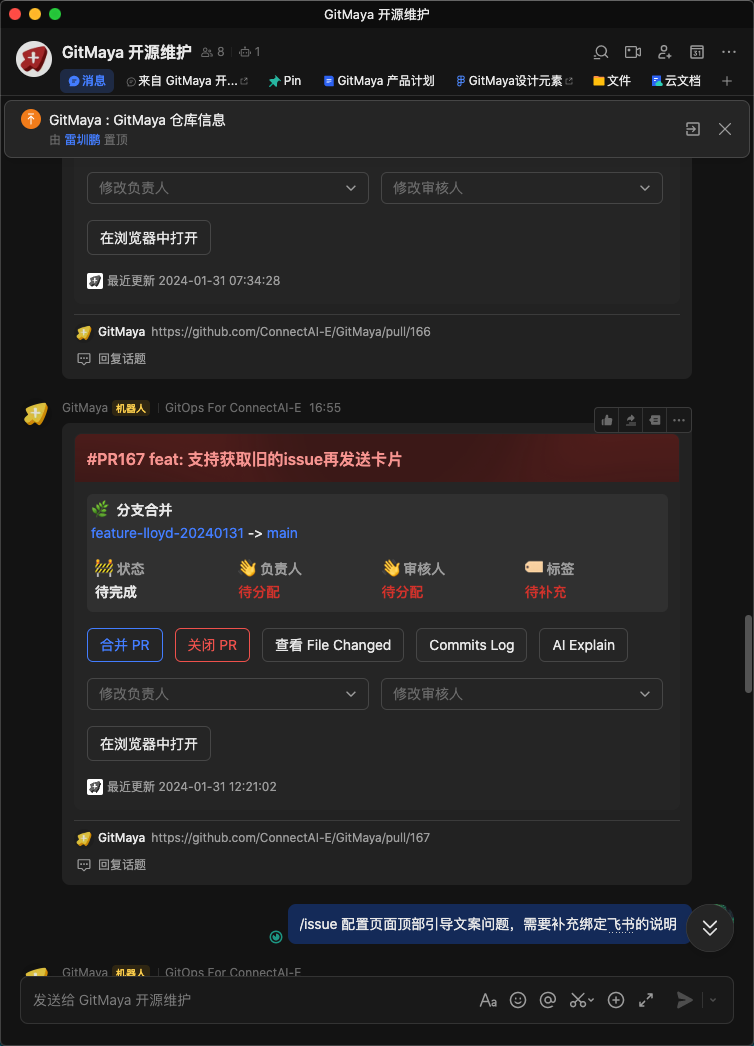 GitMaya 开源维护
GitMaya 开源维护 8 1
31
消息 来自 GitMaya 开... Pin GitMaya 产品计划 GitMaya设计元素 文件 云文档
GitMaya : GitMaya 仓库信息
由 雷圳鹏 置顶
修改负责人 修改审核人
在浏览器中打开
最近更新 2024-01-31 07:34:28
GitMaya https://github.com/ConnectAI-E/GitMaya/pull/166
回复话题
GitMaya 机器人 GitOps For ConnectAI-E 16:55
#PR167 feat: 支持获取旧的issue再发送卡片
分支合并
feature-lloyd-20240131 -> main
状态 负责人 审核人 标签
待完成 待分配 待分配 待补充
合并 PR 关闭 PR 查看 File Changed Commits Log AI Explain
修改负责人 修改审核人
在浏览器中打开
最近更新 2024-01-31 12:21:02
GitMaya https://github.com/ConnectAI-E/GitMaya/pull/167
回复话题
/issue 配置页面顶部引导文案问题，需要补充绑定飞书的说明
GitMaya 机器人 GitOps For ConnectAI-E
发送给 GitMaya 开源维护 Aa